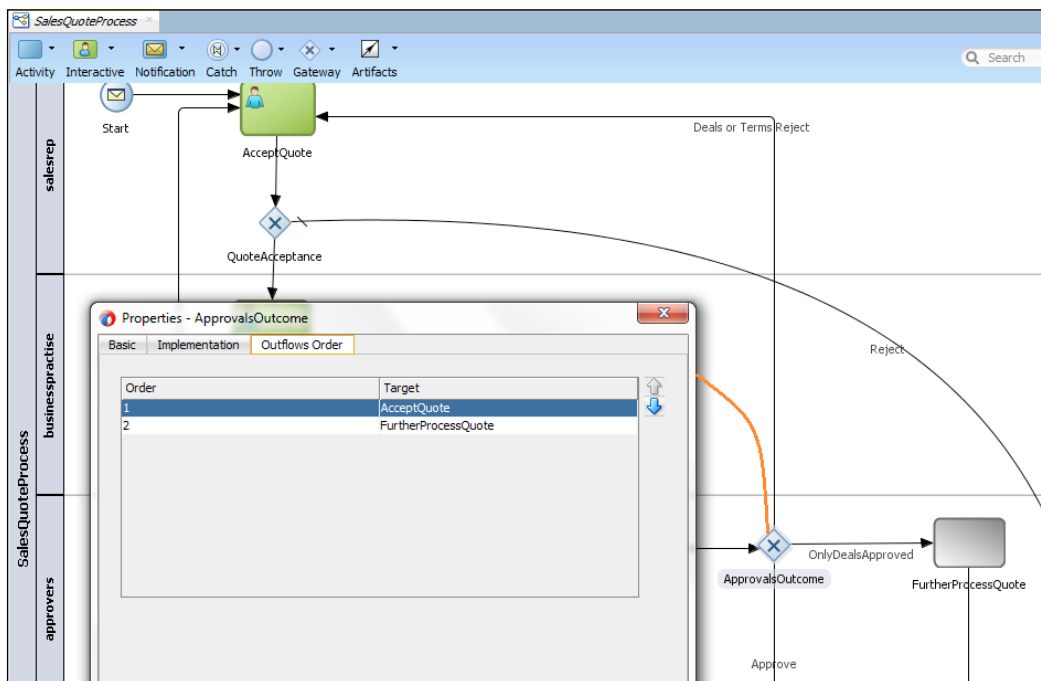 SalesQuoteProcess
Activity Interactive Notification Catch Throw Gateway Artifacts
Search
Start
AcceptQuote
Deals or Terms Reject
salesrep
QuoteAcceptance
Properties - ApprovalsOutcome
Basic Implementation Outflows Order
Order Target
1 AcceptQuote
2 FurtherProcessQuote
Reject
businesspractise
SalesQuoteProcess
OnlyDealsApproved
ApprovalsOutcome
FurtherProcessQuote
approvers
Approve